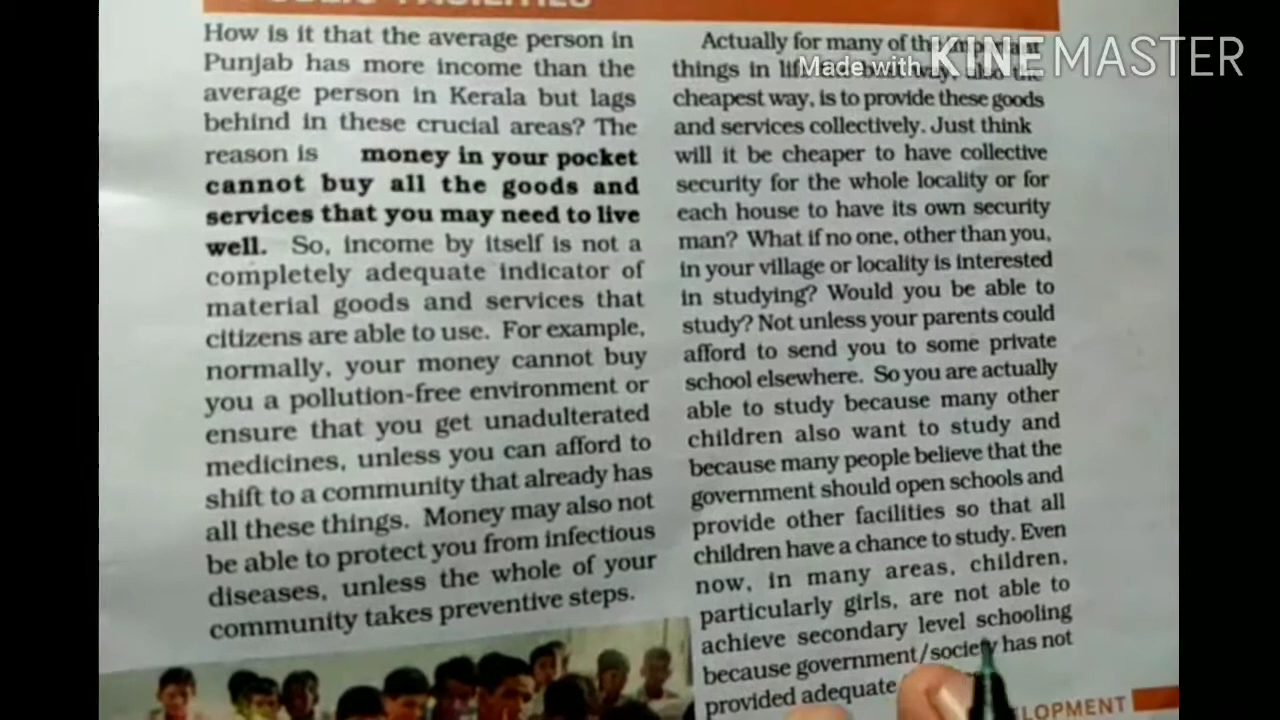 How is it that the average person in
Punjab has more income than the
average person in Kerala but lags
behind in these crucial areas? The
reason is money in your pocket
cannot buy all the goods and
services that you may need to live
well. So, income by itself is not a
completely adequate indicator of
material goods and services that
citizens are able to use. For example,
normally, your money cannot buy
you a pollution-free environment or
ensure that you get unadulterated
medicines, unless you can afford to
shift to a community that already has
all these things. Money may also not
be able to protect you from infectious
diseases, unless the whole of your
community takes preventive steps.
Actually for many of the important
things in
cheapest way, is to provide these goods
and services collectively. Just think
will it be cheaper to have collective
security for the whole locality or for
each house to have its own security
man? What if no one, other than you,
in your village or locality is interested
in studying? Would you be able to
study? Not unless your parents could
afford to send you to some private
school elsewhere. So you are actually
able to study because many other
children also want to study and
because many people believe that the
government should open schools and
provide other facilities so that all
children have a chance to study. Even
now, in many areas, children,
particularly girls, are not able to
achieve secondary level schooling
because government/society has not
provided adequate
Made with KINEMASTER